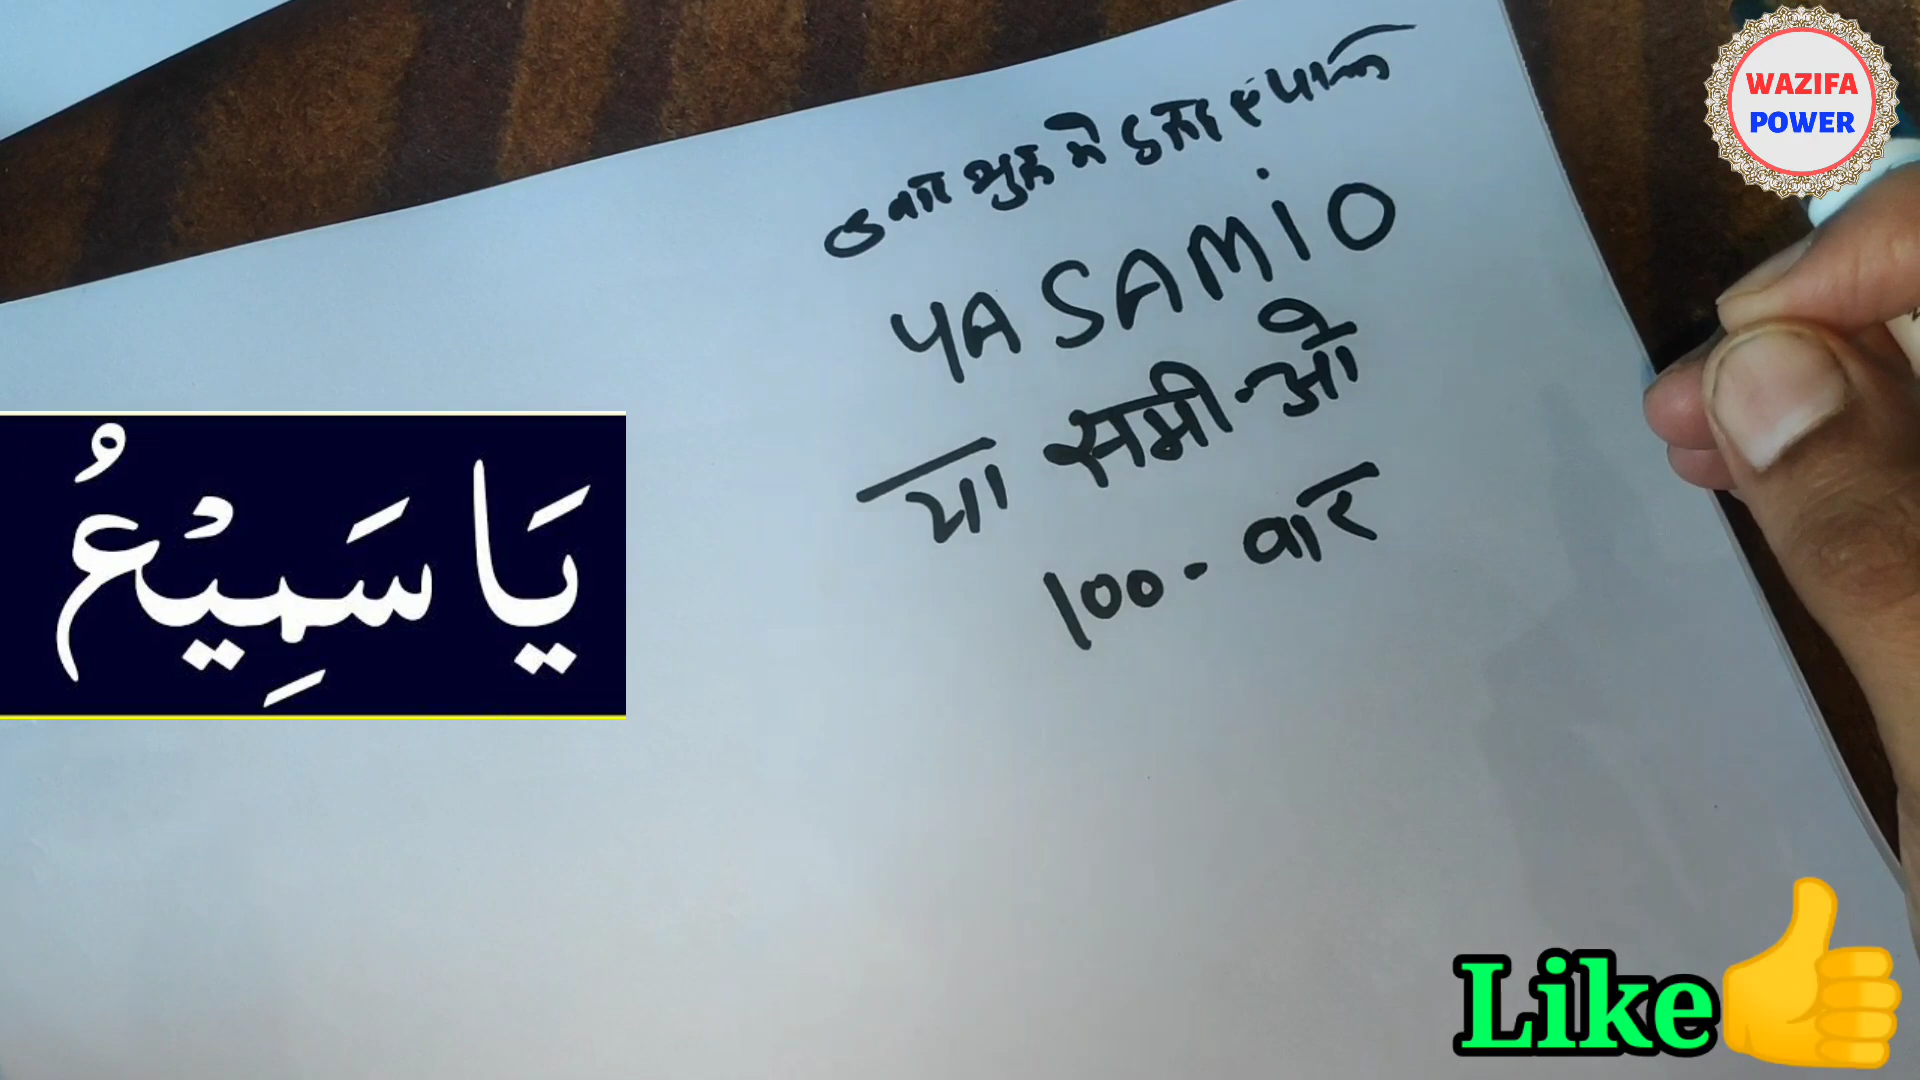 WAZIFA
POWER
बार में
YA SAMiO
या समी-ओ
100 - बार
يَا سَمِيْعُ
Like